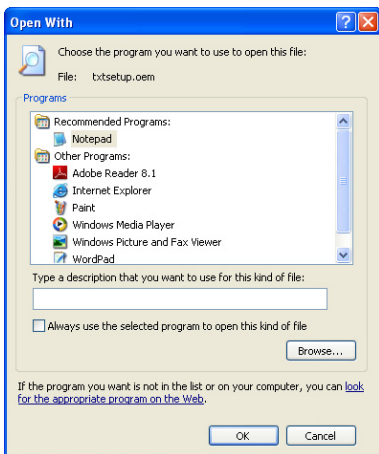 Open With
Choose the program you want to use to open this file:
File: txtsetup.oem
Programs
Recommended Programs:
Notepad
Other Programs:
Adobe Reader 8.1
Internet Explorer
Paint
Windows Media Player
Windows Picture and Fax Viewer
WordPad
Type a description that you want to use for this kind of file:
Always use the selected program to open this kind of file
Browse...
If the program you want is not in the list or on your computer, you can look
for the appropriate program on the Web.
OK Cancel